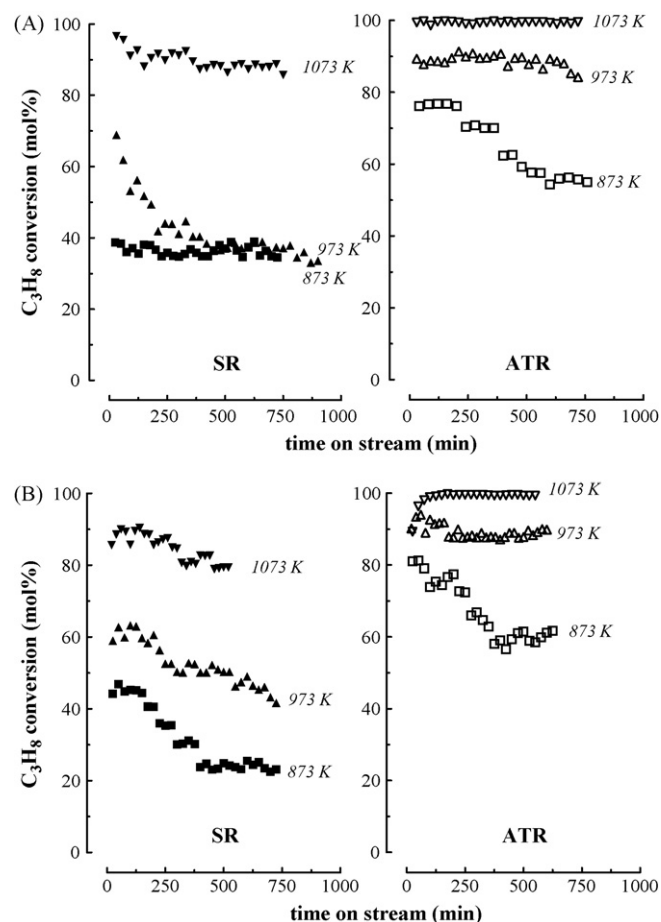 (A)
100
80
60
40
20
0
C₃H₈ conversion (mol%)
1073 K
973 K
873 K
SR
0 250 500 750 1000
100
80
60
40
20
0
1073 K
973 K
873 K
ATR
0 250 500 750 1000
time on stream (min)
(B)
100
80
60
40
20
0
C₃H₈ conversion (mol%)
1073 K
973 K
873 K
SR
0 250 500 750 1000
100
80
60
40
20
0
1073 K
973 K
873 K
ATR
0 250 500 750 1000
time on stream (min)